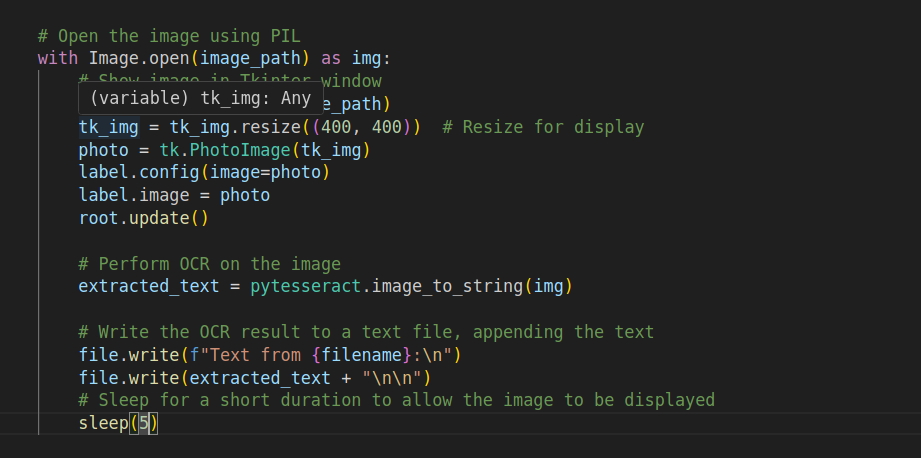 # Open the image using PIL
with Image.open(image_path) as img:
window
(variable) tk_img: Any
e_path)
tk_img = tk_img.resize((400, 400))  # Resize for display
photo = tk.PhotoImage(tk_img)
label.config(image=photo)
label.image = photo
root.update()
# Perform OCR on the image
extracted_text = pytesseract.image_to_string(img)
# Write the OCR result to a text file, appending the text
file.write(f"Text from {filename}:\n")
file.write(extracted_text + "\n\n")
# Sleep for a short duration to allow the image to be displayed
sleep(5)